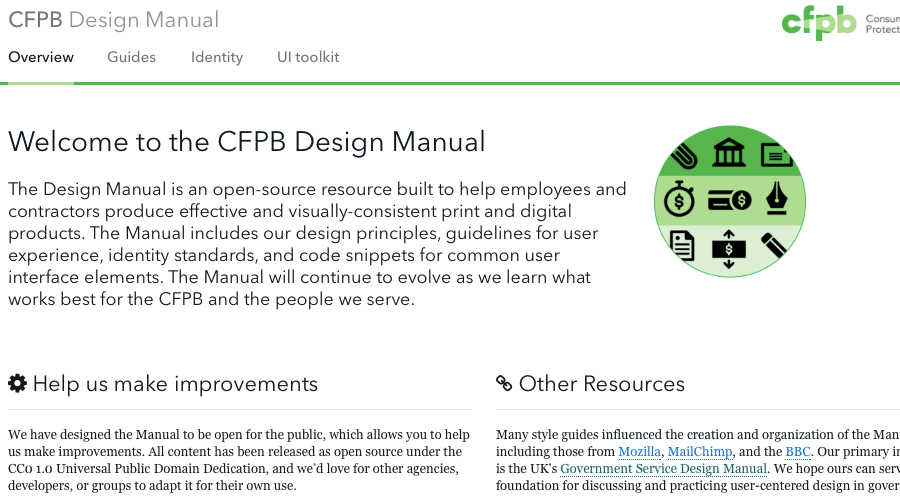 CFPB Design Manual
cfpb
Overview Guides Identity UI toolkit
Welcome to the CFPB Design Manual
The Design Manual is an open-source resource built to help employees and
contractors produce effective and visually-consistent print and digital
products. The Manual includes our design principles, guidelines for user
experience, identity standards, and code snippets for common user
interface elements. The Manual will continue to evolve as we learn what
works best for the CFPB and the people we serve.
Help us make improvements
We have designed the Manual to be open for the public, which allows you to help
us make improvements. All content has been released as open source under the
CC0 1.0 Universal Public Domain Dedication, and we'd love for other agencies,
developers, or groups to adapt it for their own use.
Other Resources
Many style guides influenced the creation and organization of the Man
including those from Mozilla, MailChimp, and the BBC. Our primary in
is the UK's Government Service Design Manual. We hope ours can serv
foundation for discussing and practicing user-centered design in gover